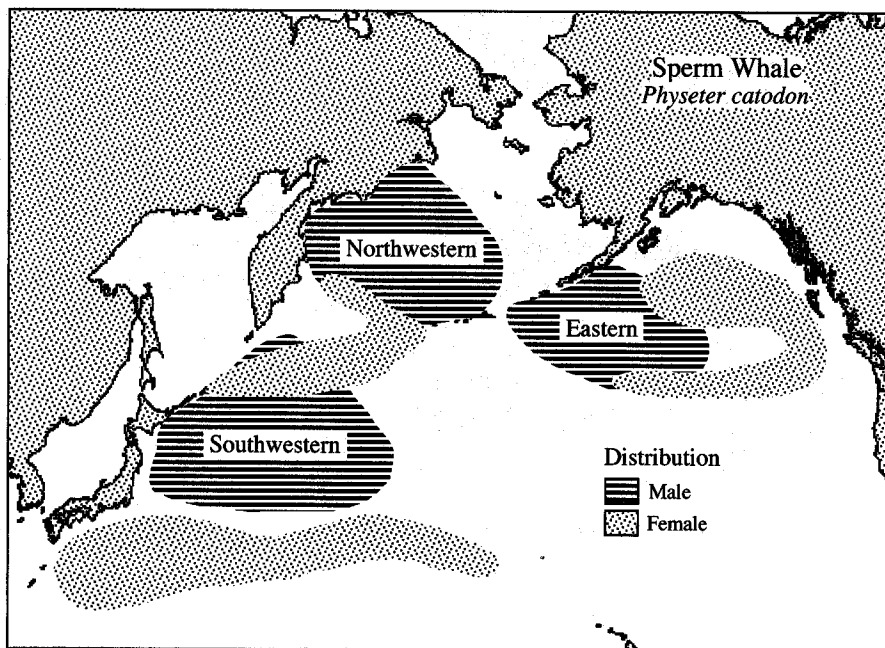 Sperm Whale
Physeter catodon
Northwestern
Eastern
Southwestern
Distribution
Male
Female